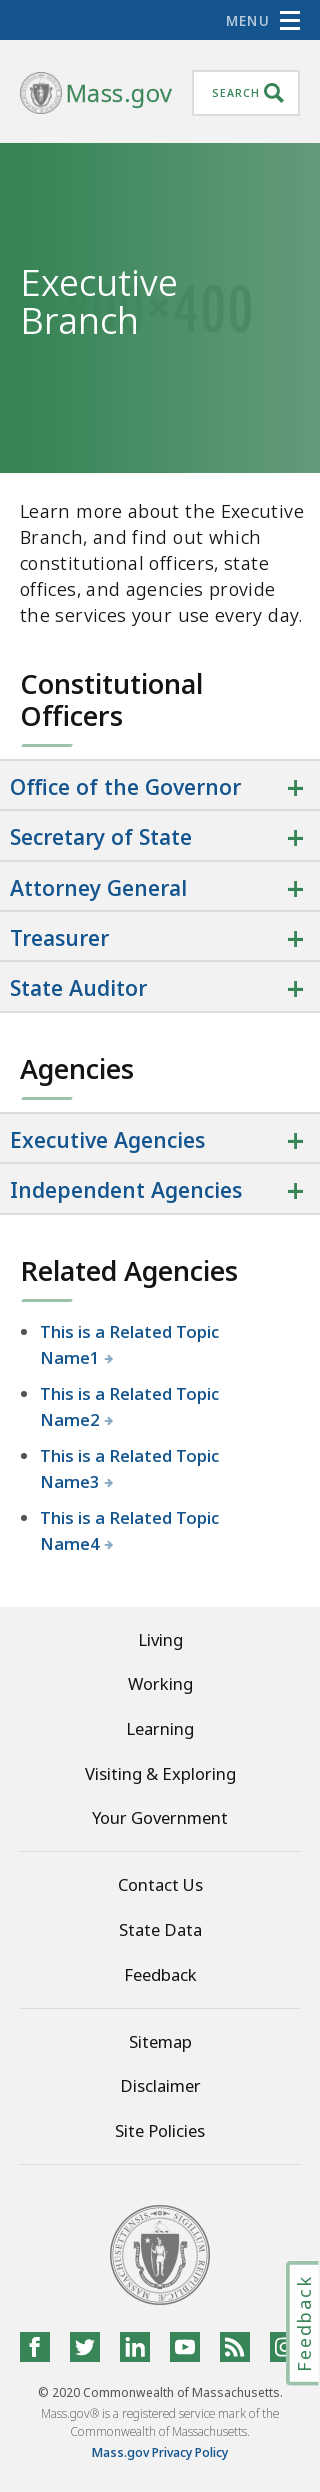 MENU
Mass.gov
SEARCH
×400
Executive
Branch
Learn more about the Executive
Branch, and find out which
constitutional officers, state
offices, and agencies provide
the services your use every day.
Constitutional
Officers
Office of the Governor
Secretary of State
Attorney General
Treasurer
State Auditor
Agencies
Executive Agencies
Independent Agencies
Related Agencies
This is a Related Topic
Name1
This is a Related Topic
Name2
This is a Related Topic
Name3
This is a Related Topic
Name4
Living
Working
Learning
Visiting & Exploring
Your Government
Contact Us
State Data
Feedback
Sitemap
Disclaimer
Site Policies
Feedback
© 2020 Commonwealth of Massachusetts.
Mass.gov® is a registered service mark of the
Commonwealth of Massachusetts.
Mass.gov Privacy Policy